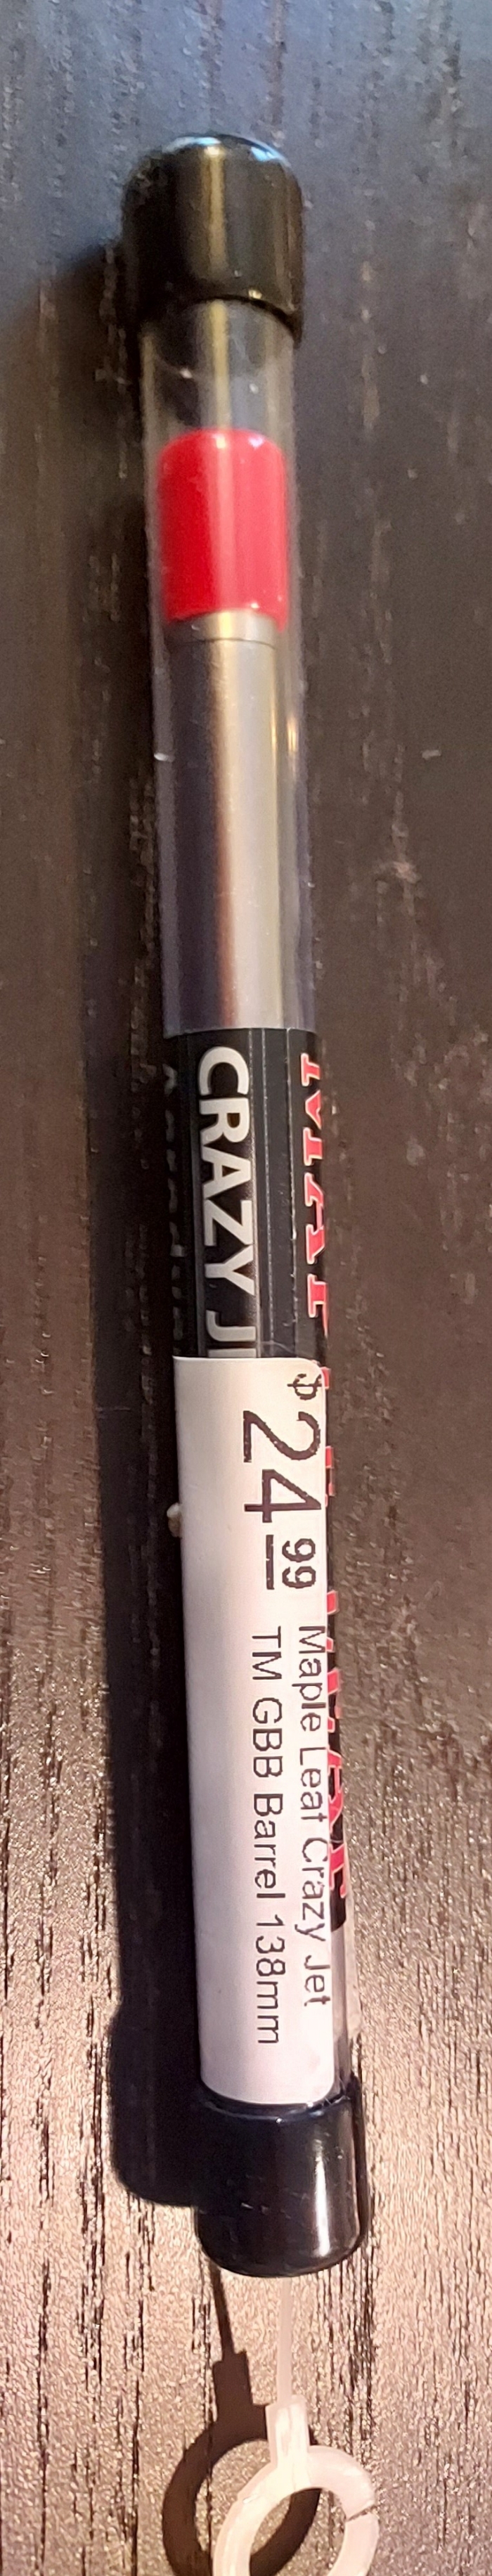 CRAZY J
$24.99
Maple Leaf Crazy Jet
TM GBB Barrel 138mm